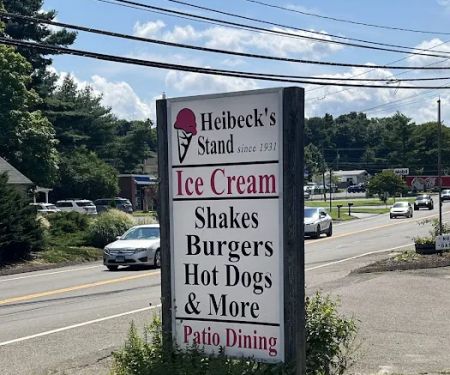 Heibeck's
Stand since 1931
Ice Cream
Shakes
Burgers
Hot Dogs
& More
Patio Dining